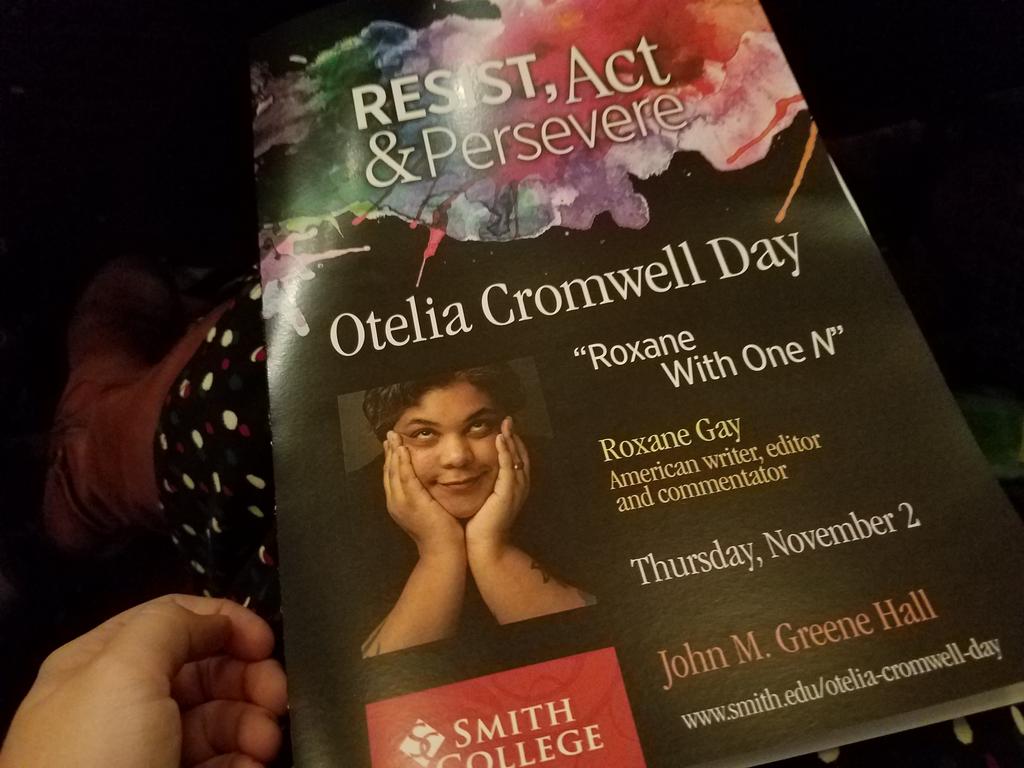 RESIST, Act
& Persevere
Otelia Cromwell Day
"Roxane
With One N"
Roxane Gay
American writer, editor
and commentator
Thursday, November 2
John M. Greene Hall
www.smith.edu/otelia-cromwell-day
SMITH
COLLEGE